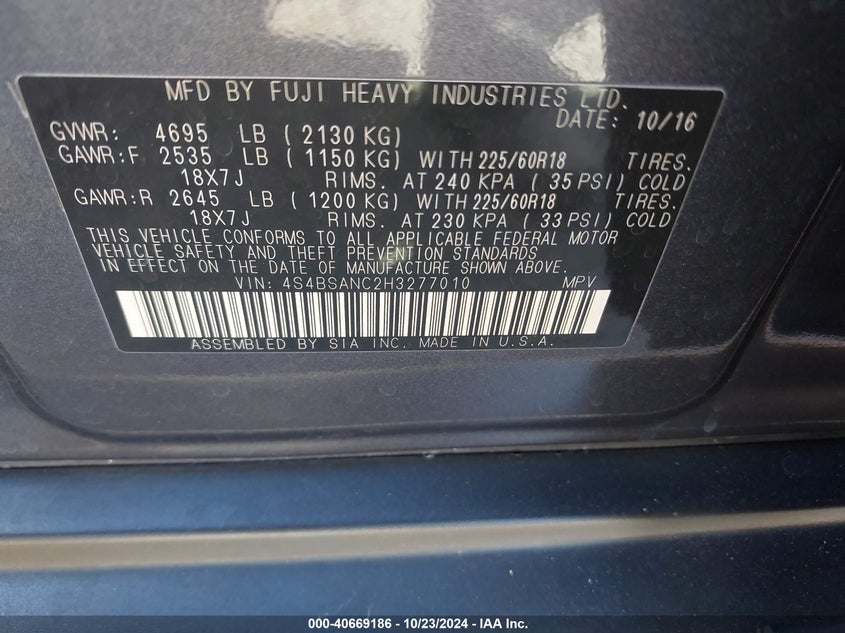 MFD BY FUJI HEAVY INDUSTRIES LTD.
DATE: 10/16
GVWR: 4695 LB ( 2130 KG)
GAWR:F 2535 LB ( 1150 KG) WITH 225/60R18 TIRES.
18X7J RIMS. AT 240 KPA ( 35 PSI) COLD
GAWR:R 2645 LB ( 1200 KG) WITH 225/60R18 TIRES.
18X7J RIMS. AT 230 KPA ( 33 PSI) COLD
THIS VEHICLE CONFORMS TO ALL APPLICABLE FEDERAL MOTOR
VEHICLE SAFETY AND THEFT PREVENTION STANDARDS
IN EFFECT ON THE DATE OF MANUFACTURE SHOWN ABOVE.
VIN: 4S4BSANC2H3277010 MPV
ASSEMBLED BY SIA INC. MADE IN U.S.A.
000-40669186 - 10/23/2024 - IAA Inc.